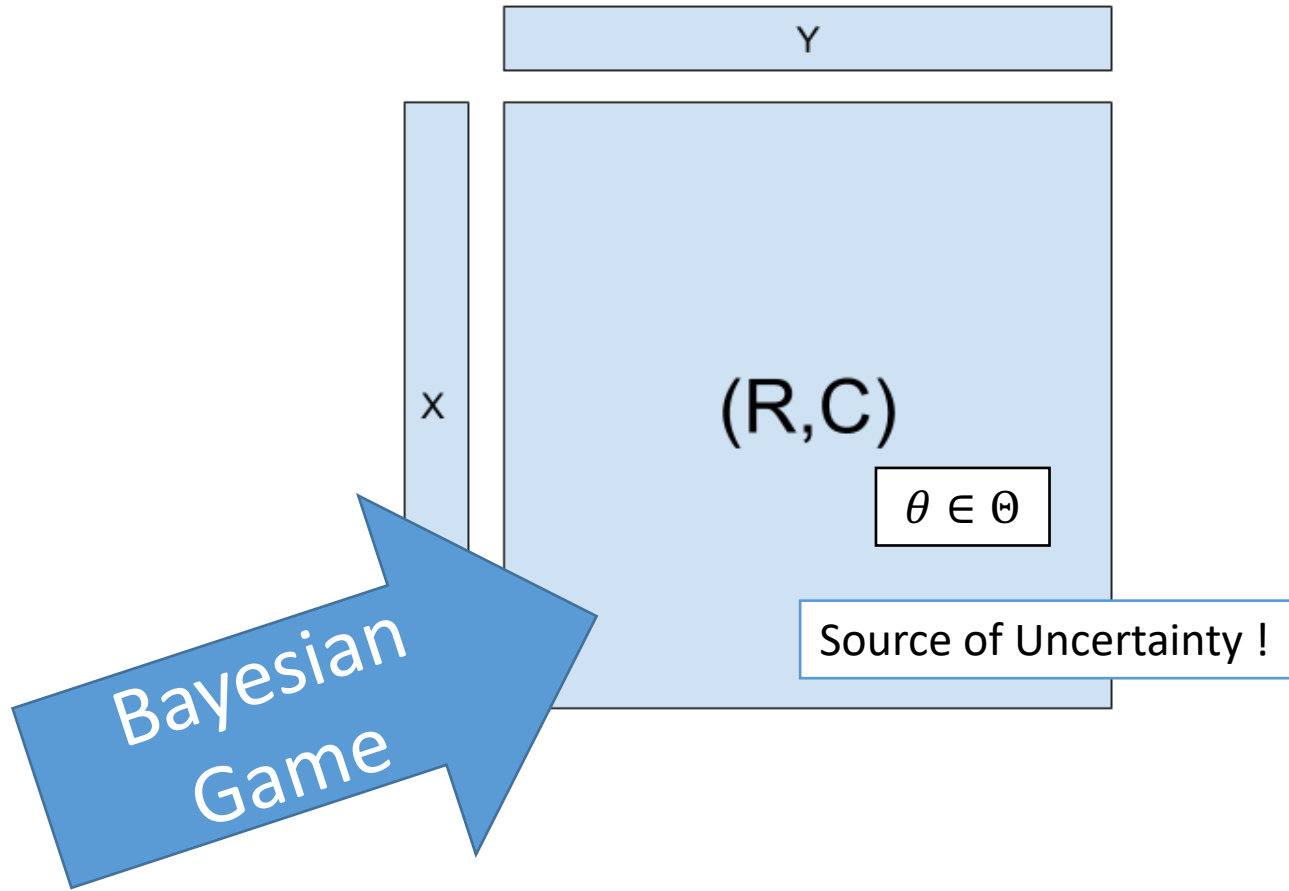 Y
X
(R,C)
θ ∈ Θ
Source of Uncertainty !
Bayesian
Game